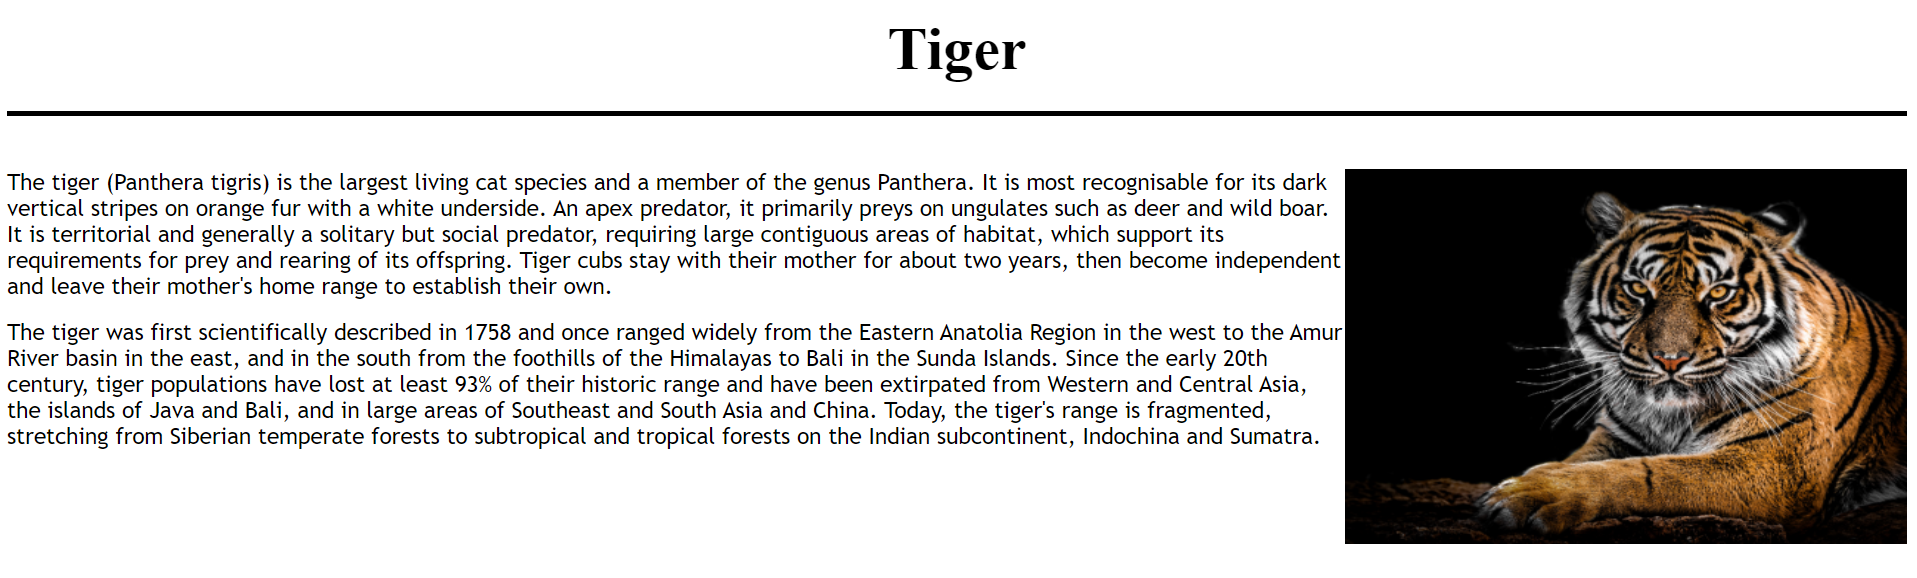 Tiger
The tiger (Panthera tigris) is the largest living cat species and a member of the genus Panthera. It is most recognisable for its dark
vertical stripes on orange fur with a white underside. An apex predator, it primarily preys on ungulates such as deer and wild boar.
It is territorial and generally a solitary but social predator, requiring large contiguous areas of habitat, which support its
requirements for prey and rearing of its offspring. Tiger cubs stay with their mother for about two years, then become independent
and leave their mother's home range to establish their own.
The tiger was first scientifically described in 1758 and once ranged widely from the Eastern Anatolia Region in the west to the Amur
River basin in the east, and in the south from the foothills of the Himalayas to Bali in the Sunda Islands. Since the early 20th
century, tiger populations have lost at least 93% of their historic range and have been extirpated from Western and Central Asia,
the islands of Java and Bali, and in large areas of Southeast and South Asia and China. Today, the tiger's range is fragmented,
stretching from Siberian temperate forests to subtropical and tropical forests on the Indian subcontinent, Indochina and Sumatra.